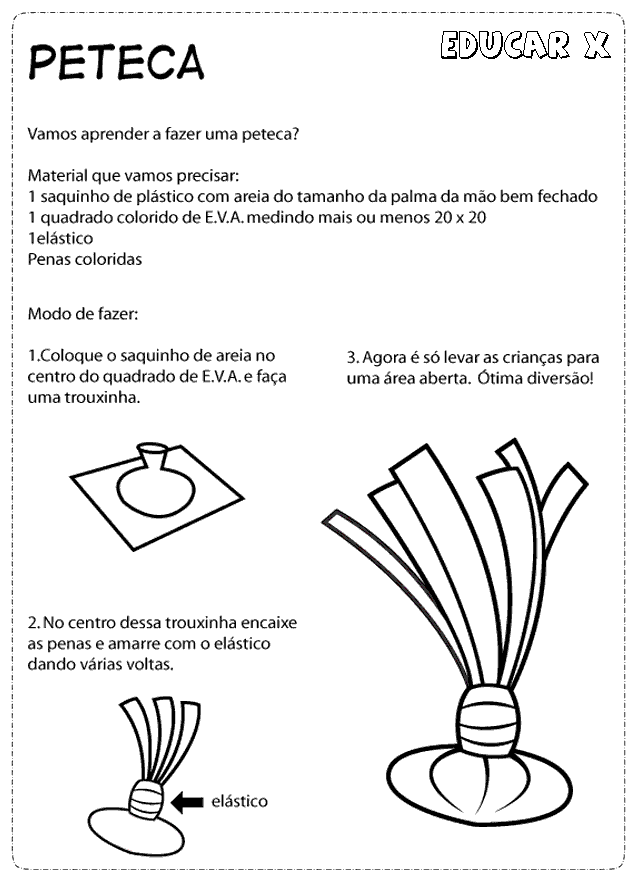 PETECA
EDUCAR X
Vamos aprender a fazer uma peteca?
Material que vamos precisar:
1 saquinho de plástico com areia do tamanho da palma da mão bem fechado
1 quadrado colorido de E.V.A. medindo mais ou menos 20 x 20
1elástico
Penas coloridas
Modo de fazer:
1.Coloque o saquinho de areia no
centro do quadrado de E.V.A. e faça
uma trouxinha.
2. No centro dessa trouxinha encaixe
as penas e amarre com o elástico
dando várias voltas.
elástico
3. Agora é só levar as crianças para
uma área aberta. Ótima diversão!